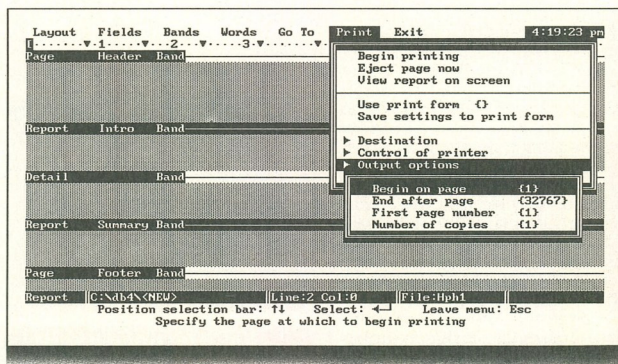 Layout Fields Bands Words Go To Print Exit 4:19:23 pm
[·······▼·1·····▼···2···▼·····3·▼·······▼·
Page Header Band
Begin printing
Eject page now
View report on screen
Use print form {}
Save settings to print form
Report Intro Band
▶ Destination
▶ Control of printer
▶ Output options
Detail Band
Begin on page {1}
End after page {32767}
First page number {1}
Number of copies {1}
Report Summary Band
Page Footer Band
Report C:\db4\<NEW> Line:2 Col:0 File:Hph1
Position selection bar: ↑↓ Select: ◄┘ Leave menu: Esc
Specify the page at which to begin printing